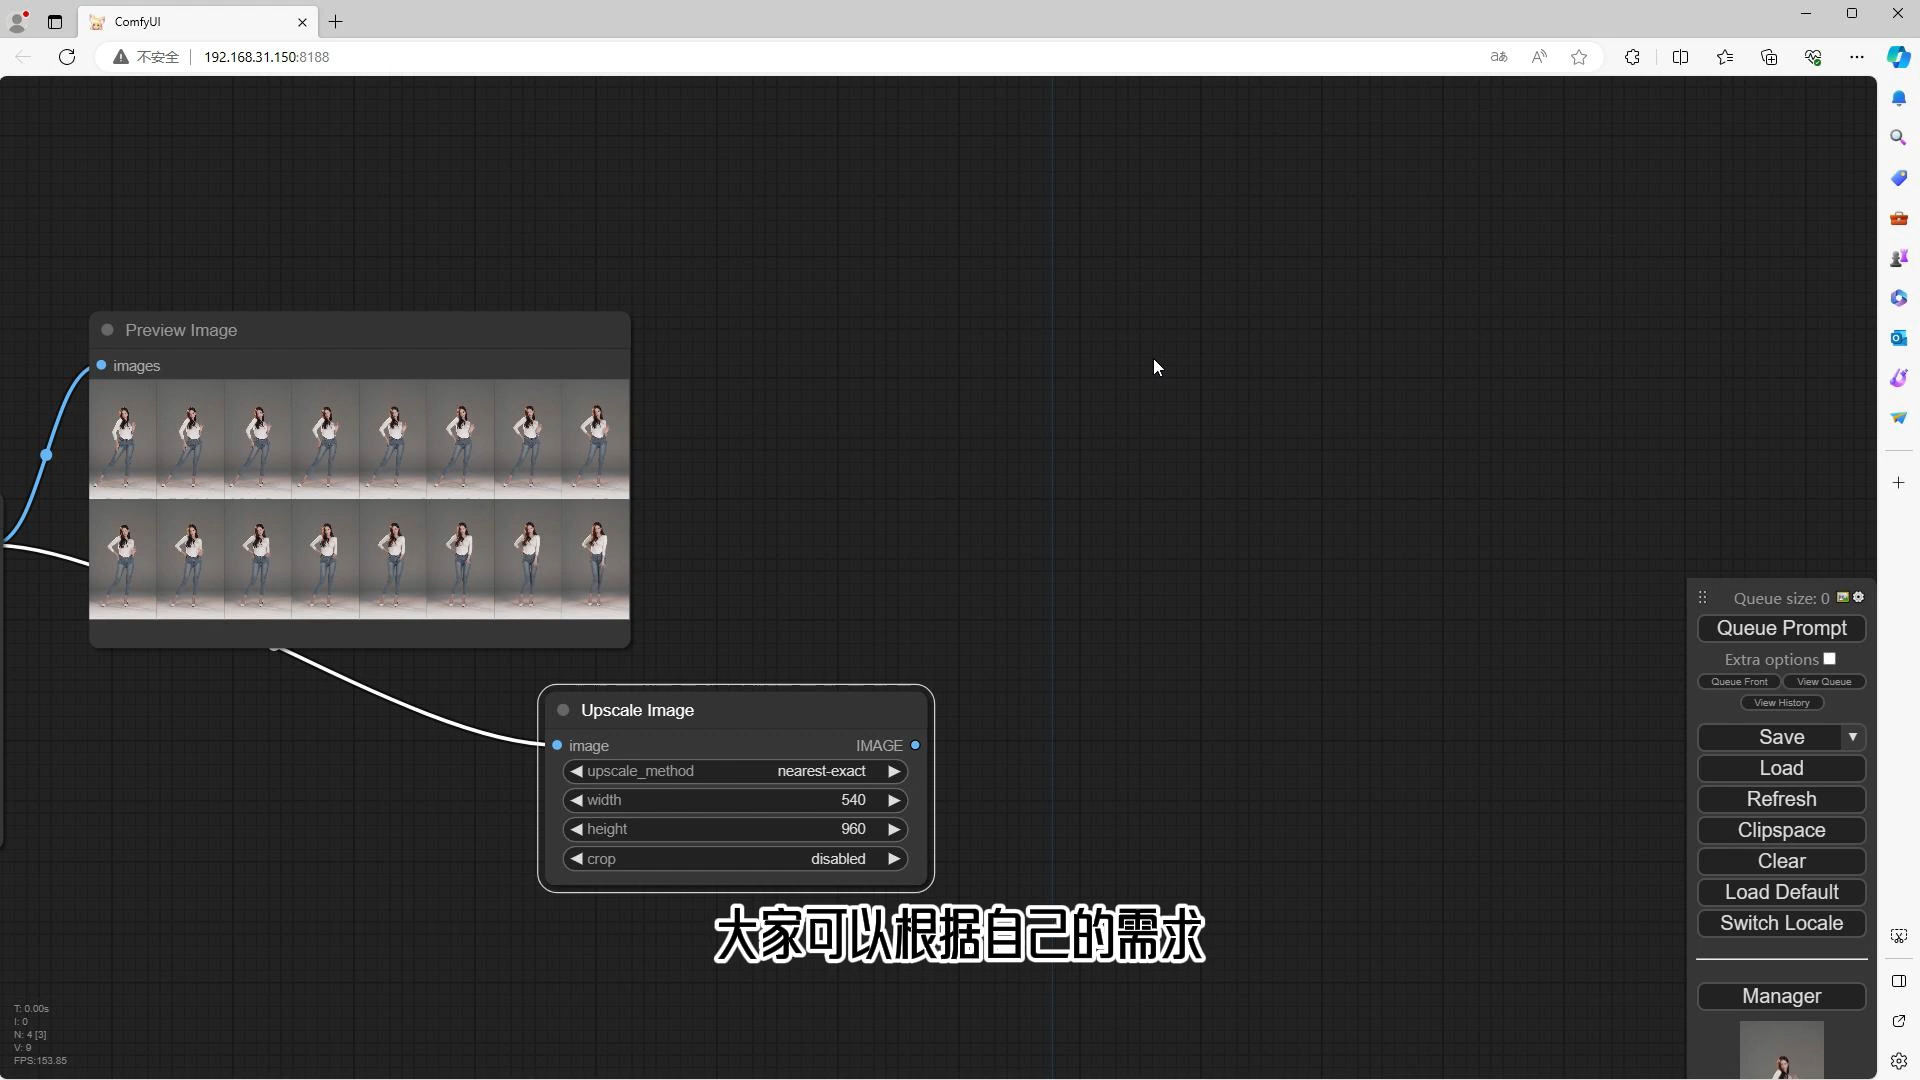 ComfyUI
不安全
192.168.31.150:8188
Preview Image
images
Upscale Image
image
IMAGE
upscale_method
nearest-exact
width
540
height
960
crop
disabled
大家可以根据自己的需求
Queue size: 0
Queue Prompt
Extra options
Queue Front
View Queue
View History
Save
Load
Refresh
Clipspace
Clear
Load Default
Switch Locale
Manager
T: 0.00s
I: 0
N: 4 [3]
V: 9
FPS:153.85